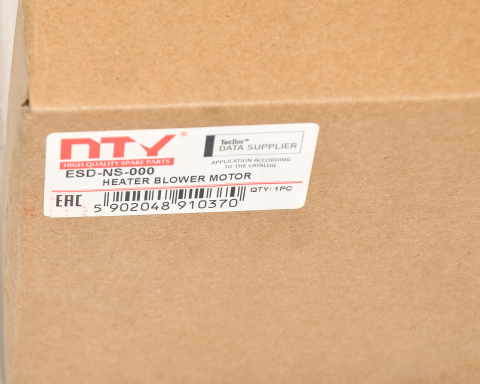 NTY®
HIGH QUALITY SPARE PARTS
TecDoc®
DATA SUPPLIER
APPLICATION ACCORDING
TO THE CATALOG
ESD-NS-000
HEATER BLOWER MOTOR
QTY: 1PC
EAC
5 902048 910370